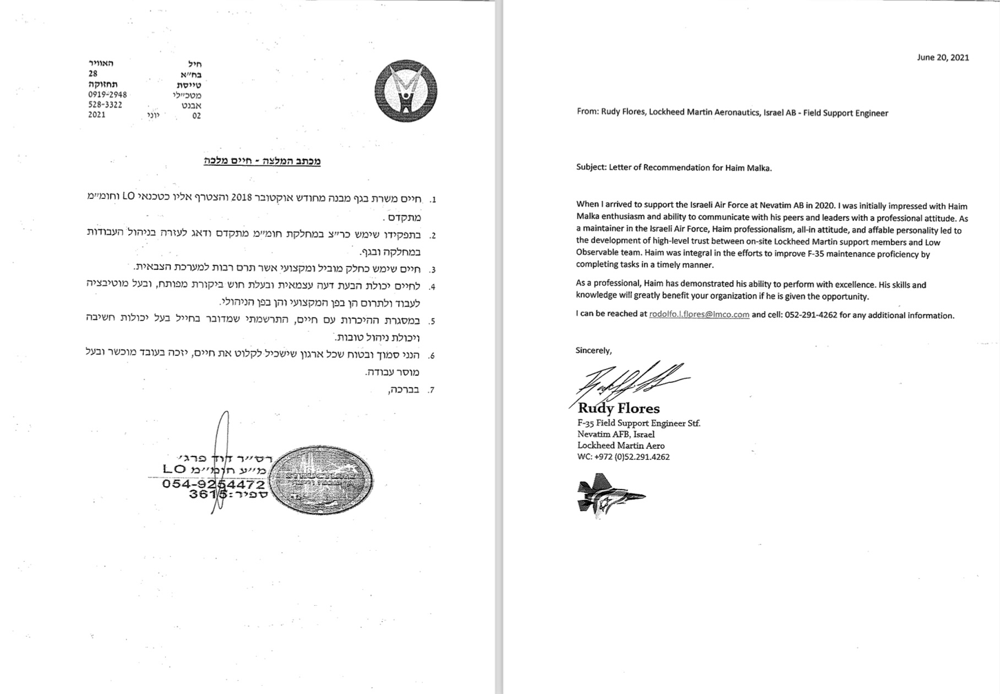 חיל האוויר
בח״א 28
טייסת תחזוקה
מטכ״לי 0919-2948
אבנט 528-3322
02 יוני 2021
מכתב המלצה - חיים מלכה
1. חיים משרת בגף מבנה מחודש אוקטובר 2018 והצטרף אליו כטכנאי LO וחומ״מ
מתקדם .
2. בתפקידו שימש כר״צ במחלקת חומ״מ מתקדם ודאג לעזרה בניהול העבודות
במחלקה ובגף.
3. חיים שימש כחלק מוביל ומקצועי אשר תרם רבות למערכת הצבאית.
4. לחיים יכולת הבעת דעה עצמאית ובעלת חוש ביקורת מפותח, ובעל מוטיבציה
לעבוד ולתרום הן בפן המקצועי והן בפן הניהולי.
5. במסגרת ההיכרות עם חיים, התרשמתי שמדובר בחייל בעל יכולות חשיבה
ויכולת ניהול טובות.
6. הנני סמוך ובטוח שכל ארגון שישכיל לקלוט את חיים, יזכה בעובד מוכשר ובעל
מוסר עבודה.
7. בברכה,
רס״ר דוד פרג׳
מ״ע חומ״מ LO
054-9254472
ספיר:3615
STRUCTURE
June 20, 2021
From: Rudy Flores, Lockheed Martin Aeronautics, Israel AB - Field Support Engineer
Subject: Letter of Recommendation for Haim Malka.
When I arrived to support the Israeli Air Force at Nevatim AB in 2020. I was initially impressed with Haim
Malka enthusiasm and ability to communicate with his peers and leaders with a professional attitude. As
a maintainer in the Israeli Air Force, Haim professionalism, all-in attitude, and affable personality led to
the development of high-level trust between on-site Lockheed Martin support members and Low
Observable team. Haim was integral in the efforts to improve F-35 maintenance proficiency by
completing tasks in a timely manner.
As a professional, Haim has demonstrated his ability to perform with excellence. His skills and
knowledge will greatly benefit your organization if he is given the opportunity.
I can be reached at rodolfo.l.flores@lmco.com and cell: 052-291-4262 for any additional information.
Sincerely,
Rudy Flores
F-35 Field Support Engineer Stf.
Nevatim AFB, Israel
Lockheed Martin Aero
WC: +972 (0)52.291.4262